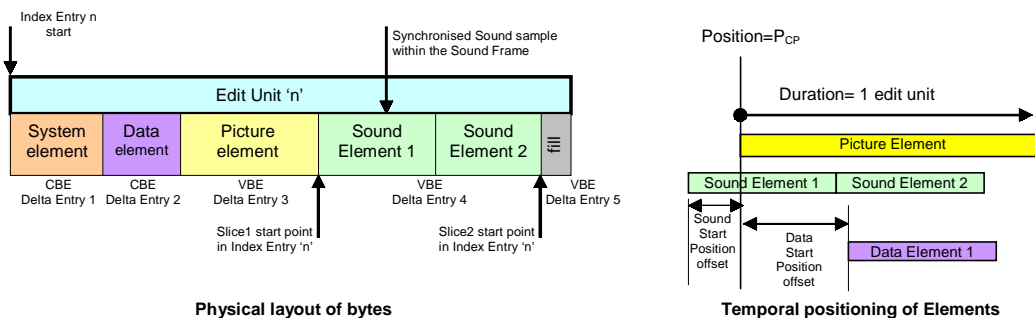 Index Entry n
start
Synchronised Sound sample
within the Sound Frame
Edit Unit ‘n’
System
element
Data
element
Picture
element
Sound
Element 1
Sound
Element 2
fill
CBE
Delta Entry 1
CBE
Delta Entry 2
VBE
Delta Entry 3
VBE
Delta Entry 4
VBE
Delta Entry 5
Slice1 start point
in Index Entry ‘n’
Slice2 start point
in Index Entry ‘n’
Physical layout of bytes
Position=PCP
Duration= 1 edit unit
Picture Element
Sound Element 1
Sound Element 2
Sound
Start
Position
offset
Data
Start
Position
offset
Data Element 1
Temporal positioning of Elements